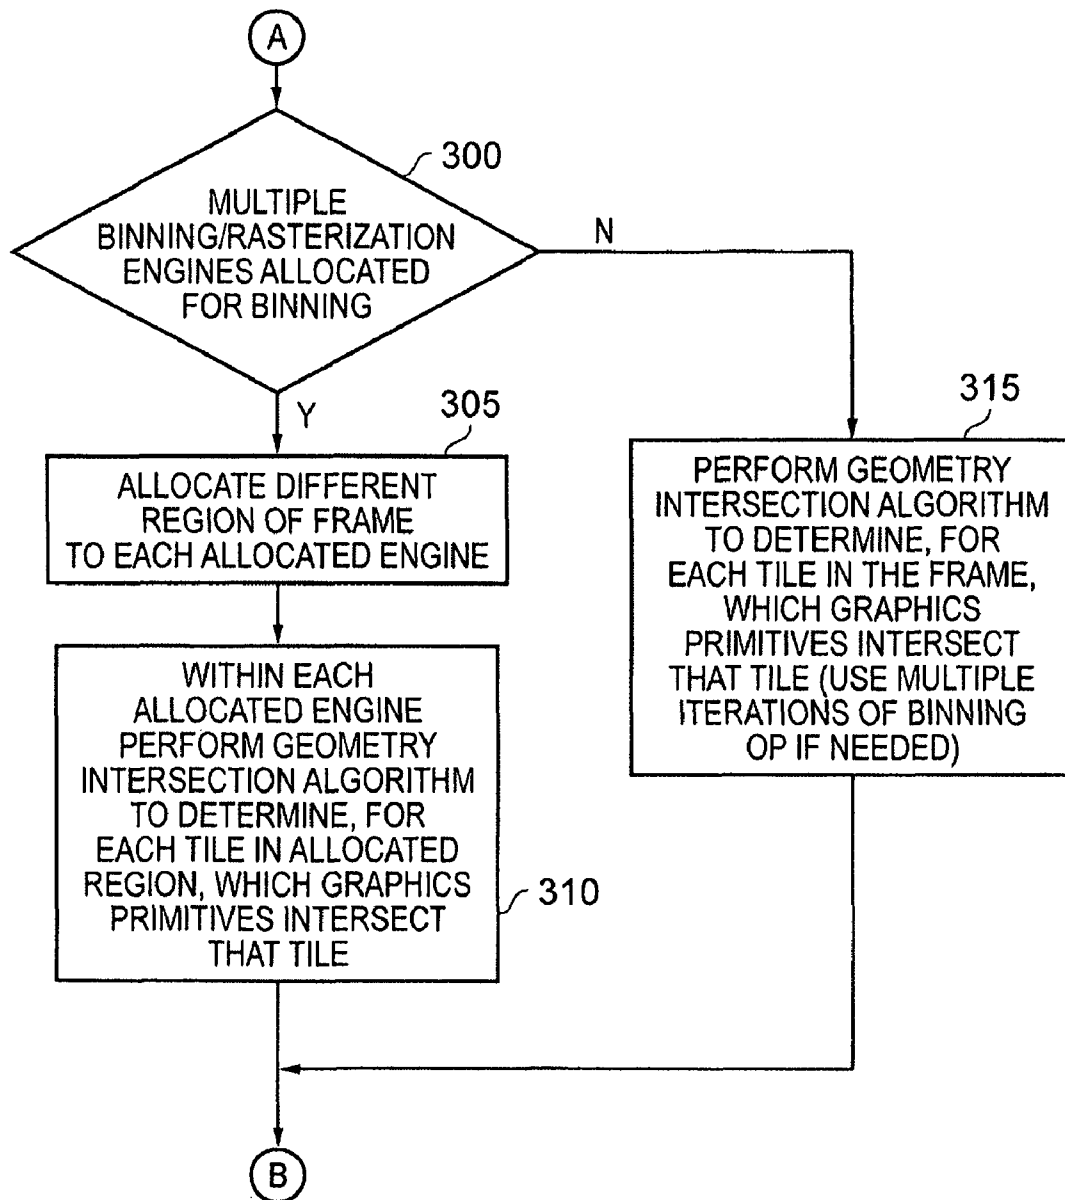 A
300
MULTIPLE
BINNING/RASTERIZATION
ENGINES ALLOCATED
FOR BINNING
N
Y
305
ALLOCATE DIFFERENT
REGION OF FRAME
TO EACH ALLOCATED ENGINE
315
PERFORM GEOMETRY
INTERSECTION ALGORITHM
TO DETERMINE, FOR
EACH TILE IN THE FRAME,
WHICH GRAPHICS
PRIMITIVES INTERSECT
THAT TILE (USE MULTIPLE
ITERATIONS OF BINNING
OP IF NEEDED)
WITHIN EACH
ALLOCATED ENGINE
PERFORM GEOMETRY
INTERSECTION ALGORITHM
TO DETERMINE, FOR
EACH TILE IN ALLOCATED
REGION, WHICH GRAPHICS
PRIMITIVES INTERSECT
THAT TILE
310
B